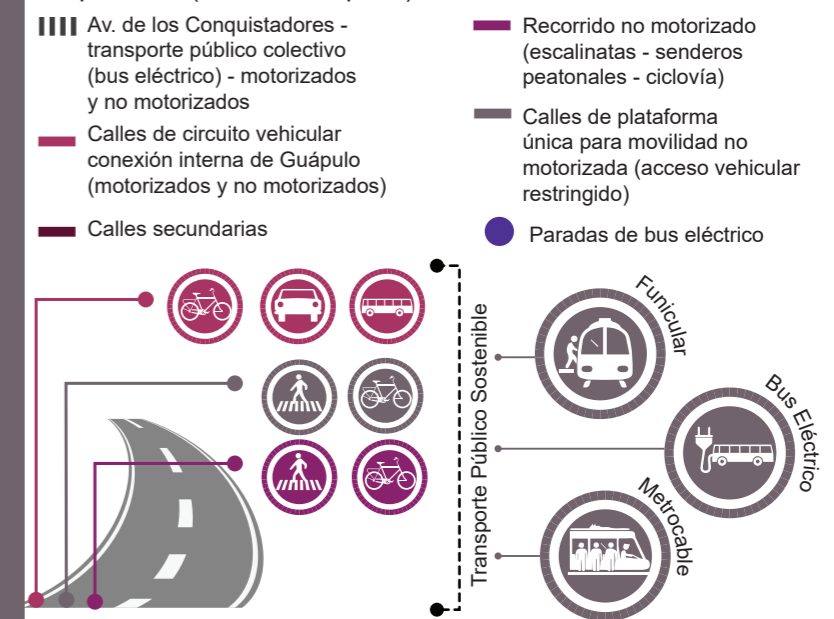 Av. de los Conquistadores -
transporte público colectivo
(bus eléctrico) - motorizados
y no motorizados
Calles de circuito vehicular
conexión interna de Guápulo
(motorizados y no motorizados)
Calles secundarias
Recorrido no motorizado
(escalinatas - senderos
peatonales - ciclovía)
Calles de plataforma
única para movilidad no
motorizada (acceso vehicular
restringido)
Paradas de bus eléctrico
Transporte Público Sostenible
Funicular
Bus Eléctrico
Metrocable